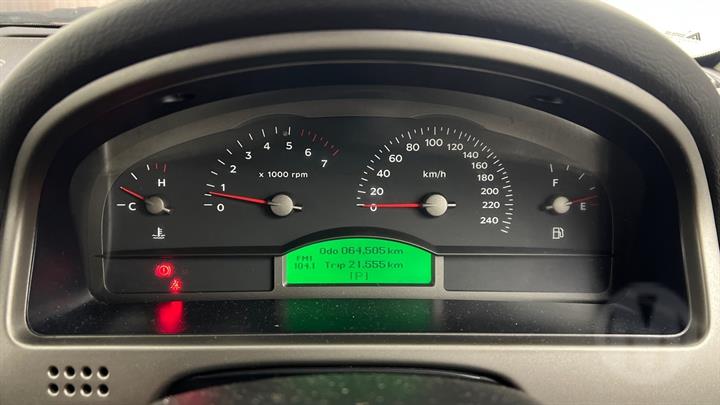 H
C
0 1 2 3 4 5 6 7
x 1000 rpm
0 20 40 60 80 100 120 140 160 180 200 220 240
km/h
F
E
Odo 064,505 km
FM1
104.1
Trip 21,555 km
[P]